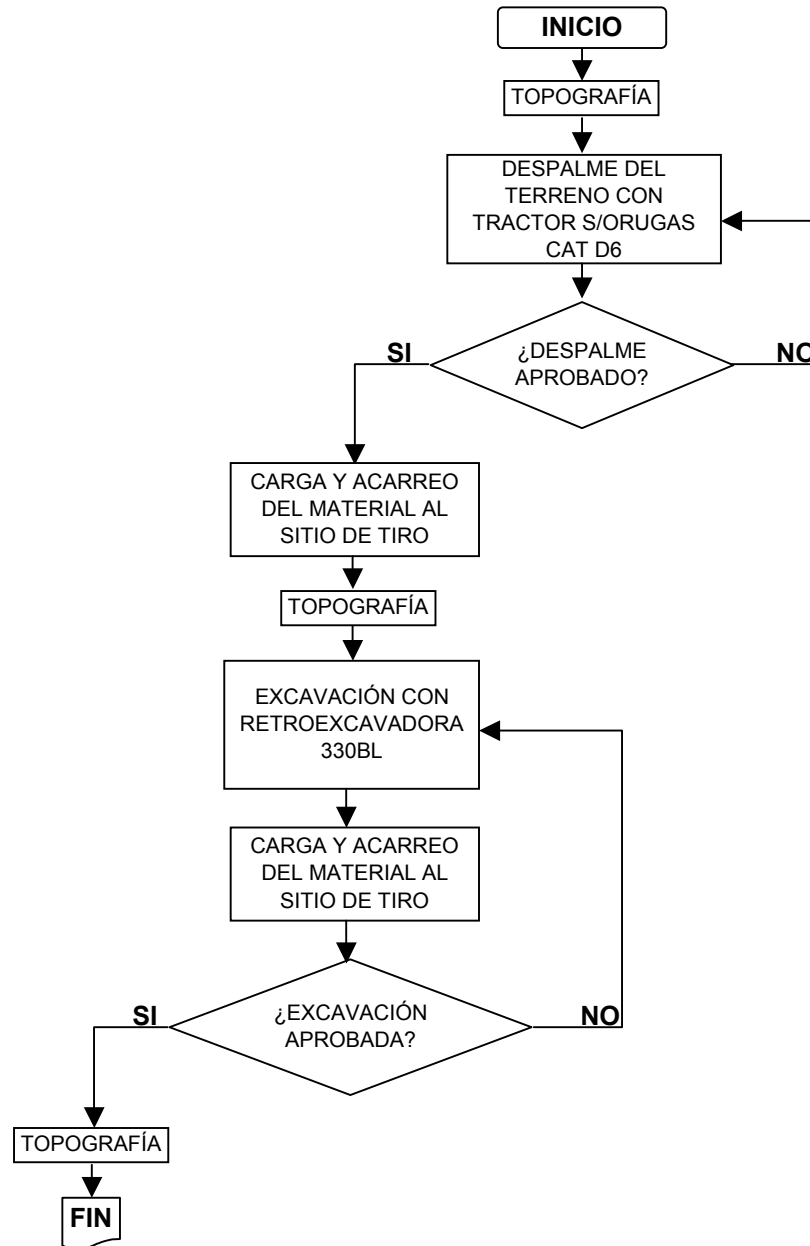 INICIO
TOPOGRAFÍA
DESPALME DEL
TERRENO CON
TRACTOR S/ORUGAS
CAT D6
¿DESPALME
APROBADO?
SI
NO
CARGA Y ACARREO
DEL MATERIAL AL
SITIO DE TIRO
TOPOGRAFÍA
EXCAVACIÓN CON
RETROEXCAVADORA
330BL
CARGA Y ACARREO
DEL MATERIAL AL
SITIO DE TIRO
¿EXCAVACIÓN
APROBADA?
SI
NO
TOPOGRAFÍA
FIN